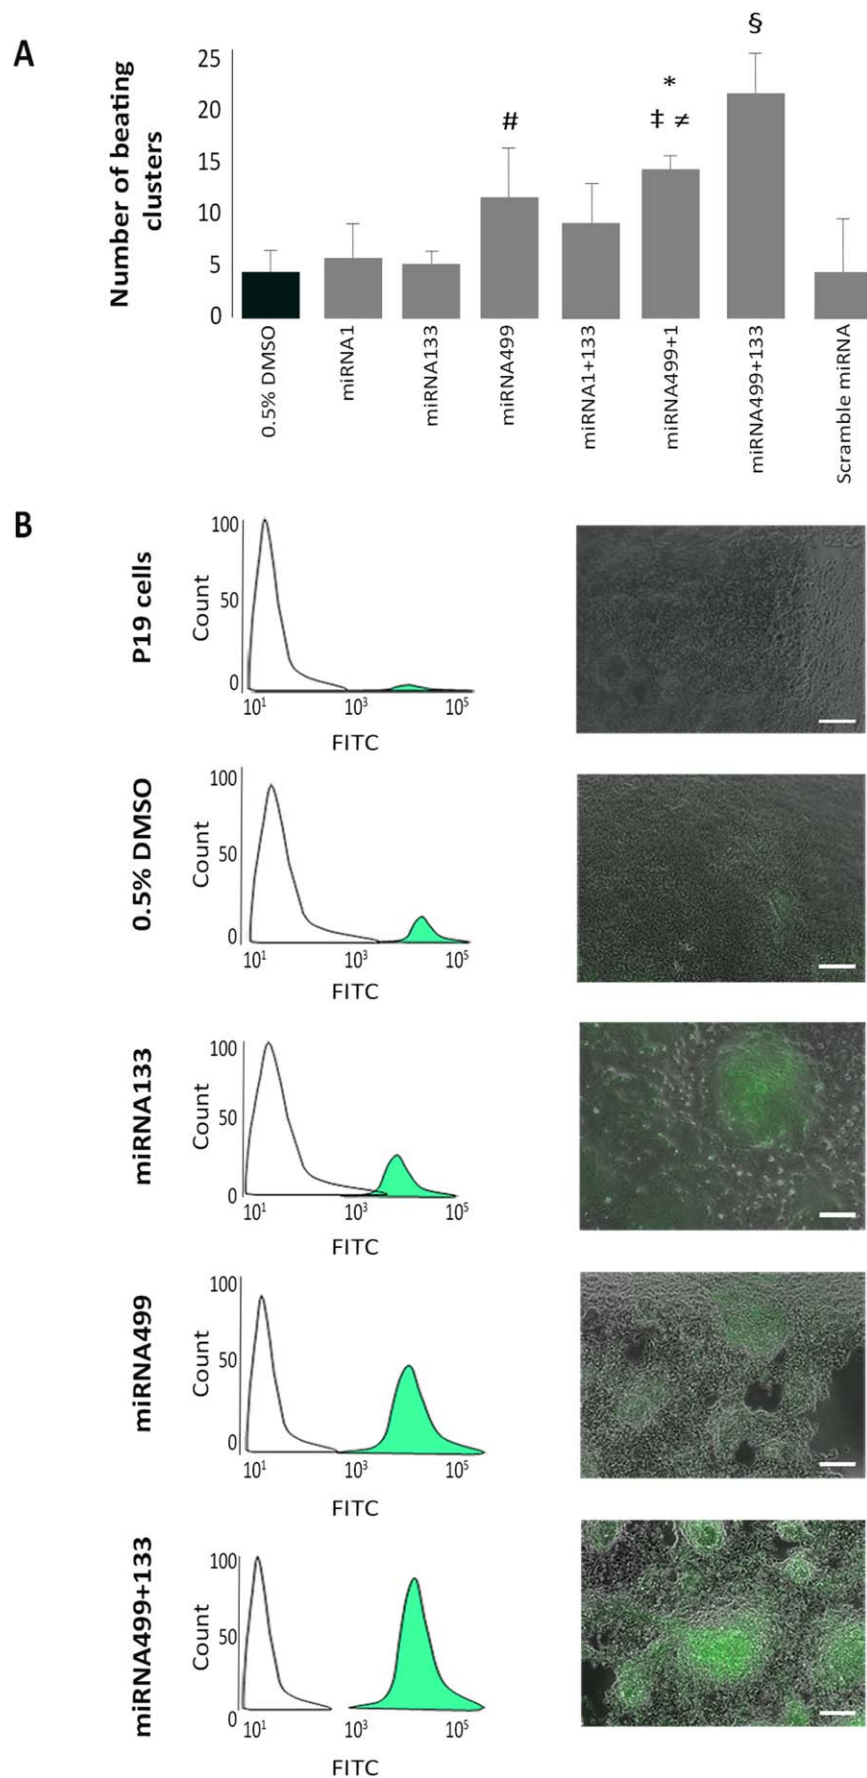 A
Number of beating
clusters
25
20
15
10
5
0
#
*
‡ ≠
§
0.5% DMSO
miRNA1
miRNA133
miRNA499
miRNA1+133
miRNA499+1
miRNA499+133
Scramble miRNA
B
P19 cells
Count
100
50
0
10¹ 10³ 10⁵
FITC
0.5% DMSO
Count
100
50
0
10¹ 10³ 10⁵
FITC
miRNA133
Count
100
50
0
10¹ 10³ 10⁵
FITC
miRNA499
Count
100
50
0
10¹ 10³ 10⁵
FITC
miRNA499+133
Count
100
50
0
10¹ 10³ 10⁵
FITC